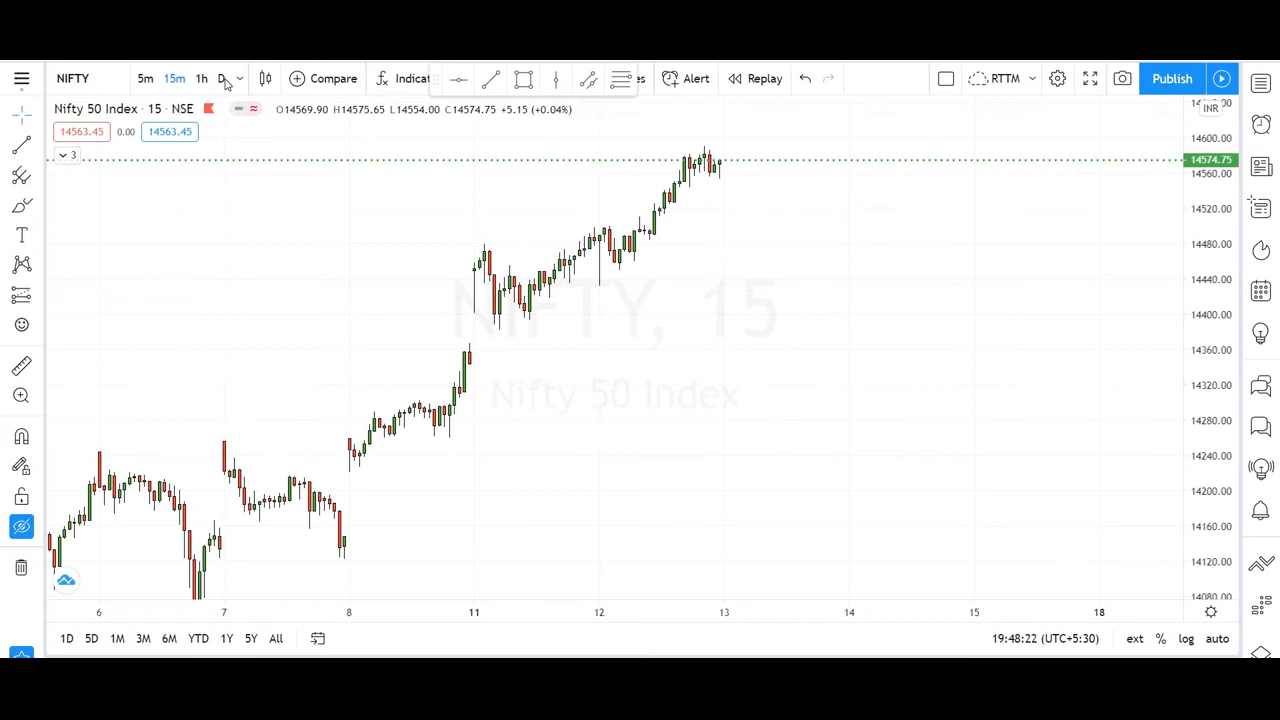 NIFTY 5m 15m 1h D Compare Indicat es Alert Replay RTTM Publish
Nifty 50 Index · 15 · NSE O14569.90 H14575.65 L14554.00 C14574.75 +5.15 (+0.04%)
INR
14563.45 0.00 14563.45
14600.00
3
14574.75
14560.00
14520.00
14480.00
14440.00
14400.00
14360.00
14320.00
14280.00
14240.00
14200.00
14160.00
14120.00
14080.00
NIFTY, 15
Nifty 50 Index
6 7 8 11 12 13 14 15 18
1D 5D 1M 3M 6M YTD 1Y 5Y All 19:48:22 (UTC+5:30) ext % log auto